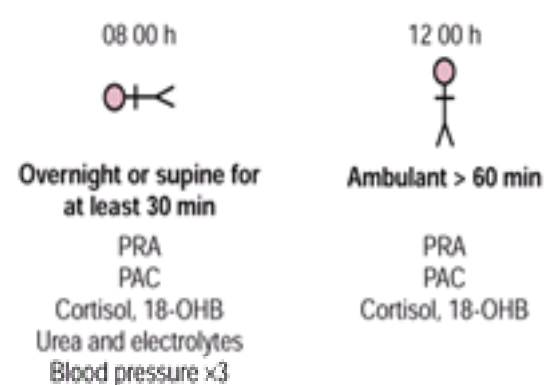 08 00 h
Overnight or supine for
at least 30 min
PRA
PAC
Cortisol, 18-OHB
Urea and electrolytes
Blood pressure ×3
12 00 h
Ambulant > 60 min
PRA
PAC
Cortisol, 18-OHB